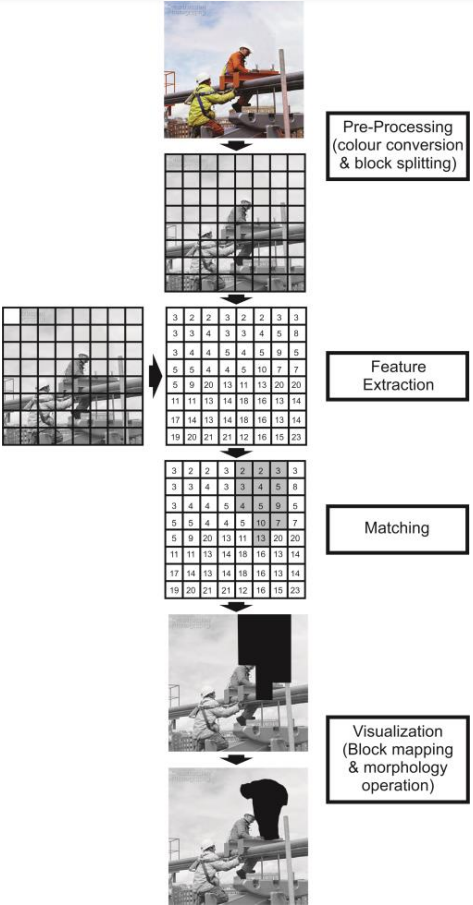 Pre-Processing
(colour conversion
& block splitting)
3 2 2 3 2 2 3 3
3 3 4 3 3 4 5 8
3 4 4 5 4 5 9 5
5 5 4 4 5 10 7 7
5 9 20 13 11 13 20 20
11 11 13 14 18 16 13 14
17 14 13 14 18 16 13 14
19 20 21 21 12 16 15 23
Feature
Extraction
3 2 2 3 2 2 3 3
3 3 4 3 3 4 5 8
3 4 4 5 4 5 9 5
5 5 4 4 5 10 7 7
5 9 20 13 11 13 20 20
11 11 13 14 18 16 13 14
17 14 13 14 18 16 13 14
19 20 21 21 12 16 15 23
Matching
Visualization
(Block mapping
& morphology
operation)